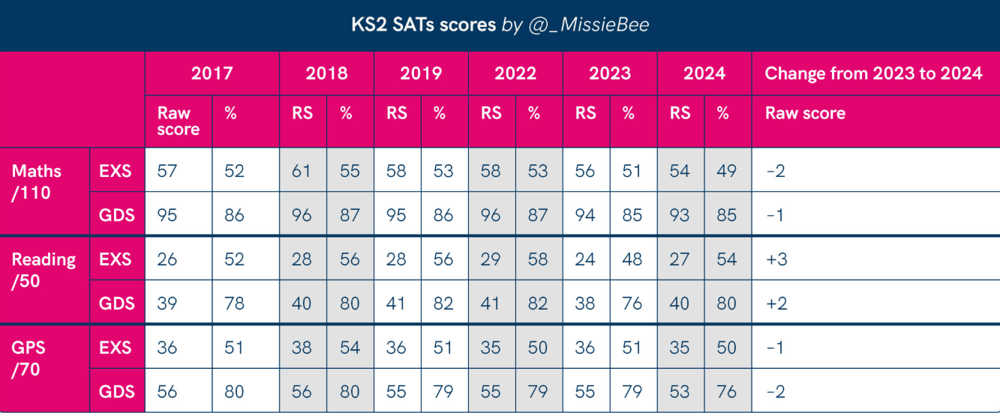 KS2 SATs scores by @_MissieBee
2017 2018 2019 2022 2023 2024 Change from 2023 to 2024
Raw score % RS % RS % RS % RS % RS % Raw score
Maths /110 EXS 57 52 61 55 58 53 58 53 56 51 54 49 −2
GDS 95 86 96 87 95 86 96 87 94 85 93 85 −1
Reading /50 EXS 26 52 28 56 28 56 29 58 24 48 27 54 +3
GDS 39 78 40 80 41 82 41 82 38 76 40 80 +2
GPS /70 EXS 36 51 38 54 36 51 35 50 36 51 35 50 −1
GDS 56 80 56 80 55 79 55 79 55 79 53 76 −2